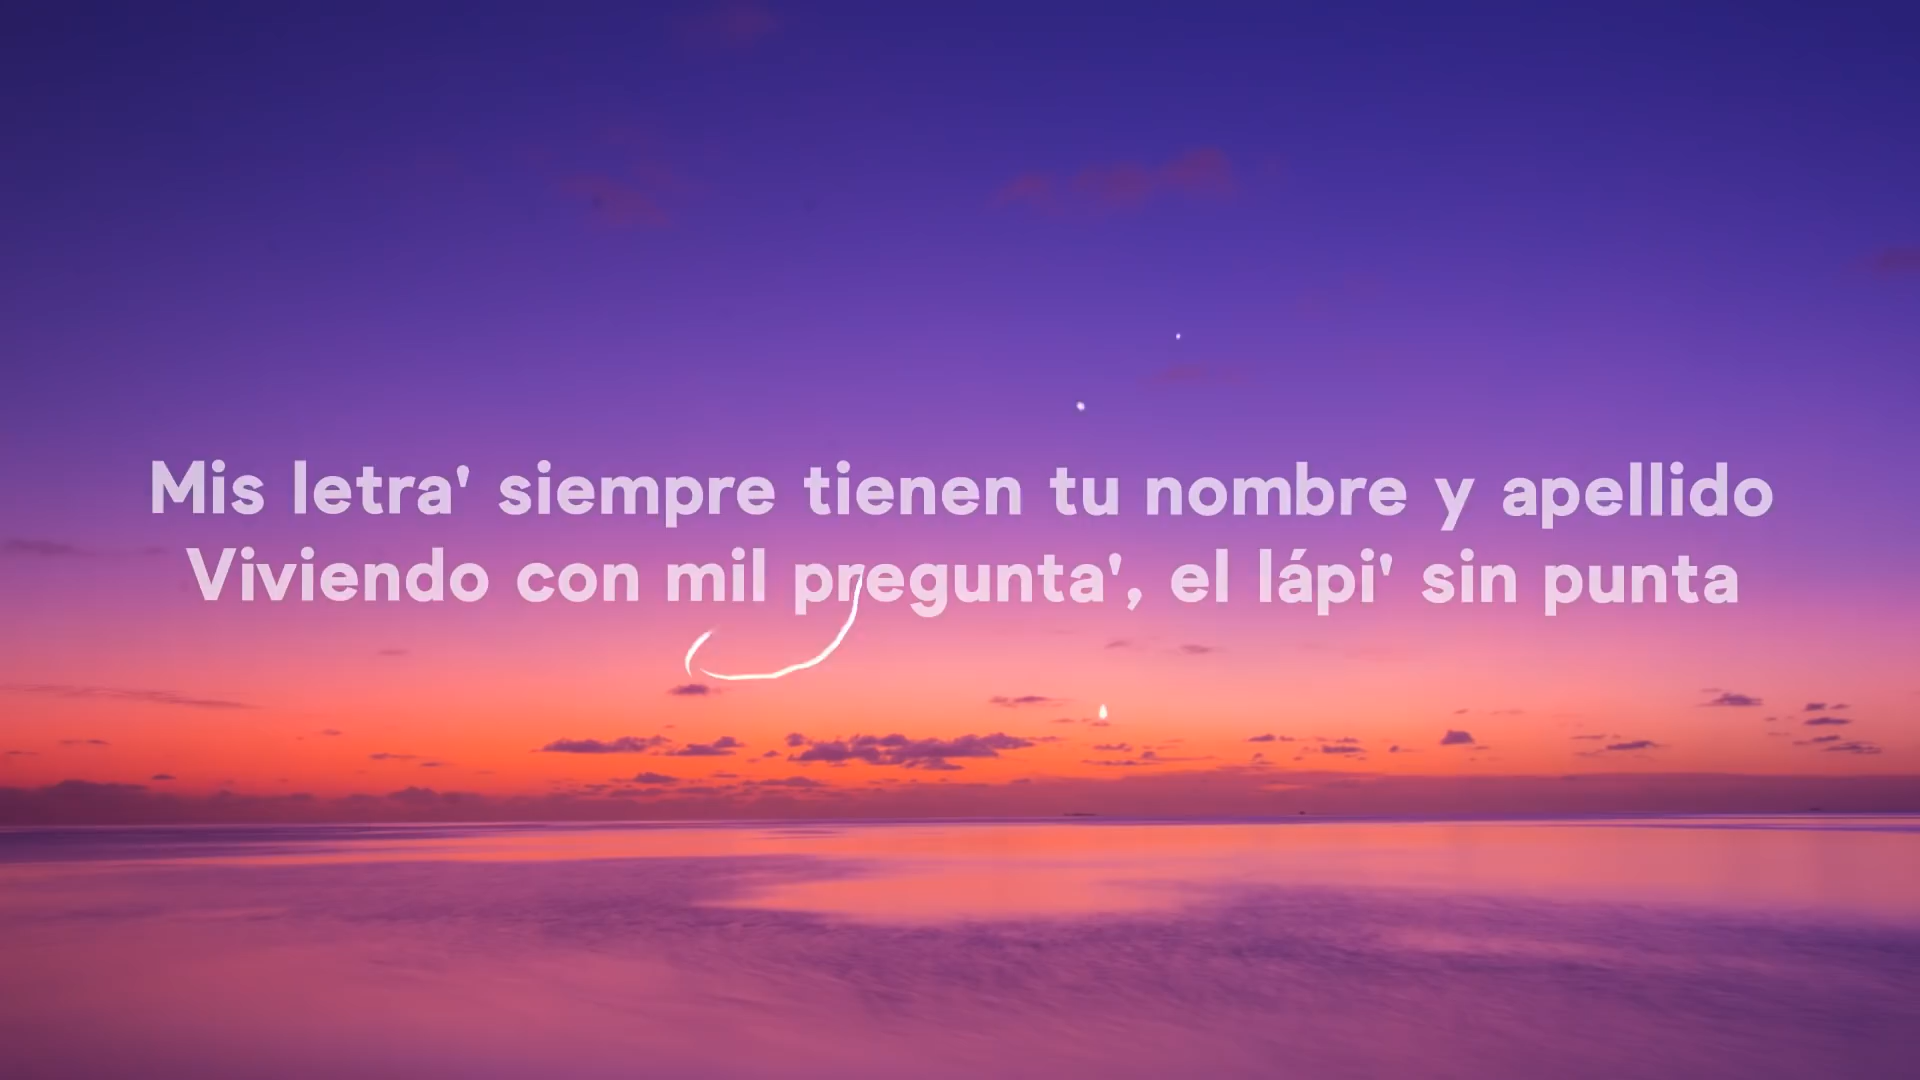 Mis letra' siempre tienen tu nombre y apellido
Viviendo con mil pregunta', el lápi' sin punta